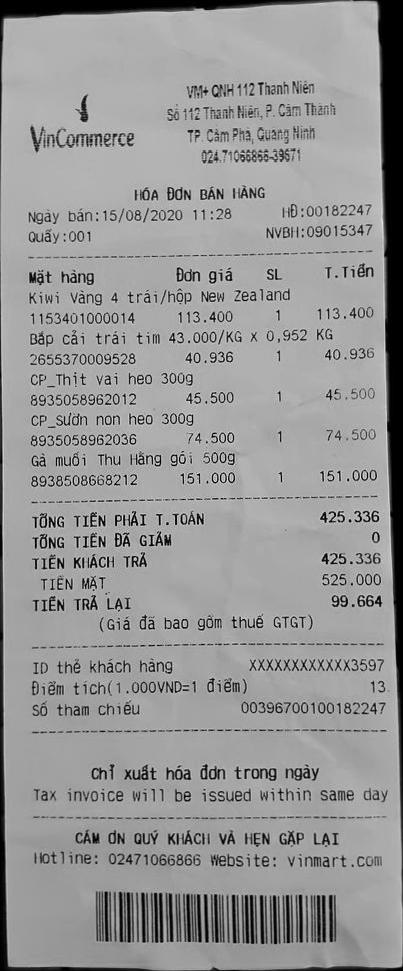 VinCommerce
VM+ QNH 112 Thanh Niên
Số 112 Thanh Niên, P. Cẩm Thành
TP. Cẩm Phả, Quảng Ninh
024.71066866-39671
HÓA ĐƠN BÁN HÀNG
Ngày bán:15/08/2020 11:28 HĐ:00182247
Quầy:001 NVBH:09015347
Mặt hàng Đơn giá SL T.Tiền
Kiwi Vàng 4 trái/hộp New Zealand
1153401000014 113.400 1 113.400
Bắp cải trái tim 43.000/KG X 0,952 KG
2655370009528 40.936 1 40.936
CP_Thịt vai heo 300g
8935058962012 45.500 1 45.500
CP_Sườn non heo 300g
8935058962036 74.500 1 74.500
Gà muối Thu Hằng gói 500g
8938508668212 151.000 1 151.000
TỔNG TIỀN PHẢI T.TOÁN 425.336
TỔNG TIỀN ĐÃ GIẢM 0
TIỀN KHÁCH TRẢ 425.336
TIỀN MẶT 525.000
TIỀN TRẢ LẠI 99.664
(Giá đã bao gồm thuế GTGT)
ID thẻ khách hàng XXXXXXXXXXXX3597
Điểm tích(1.000VND=1 điểm) 13
Số tham chiếu 00396700100182247
Chỉ xuất hóa đơn trong ngày
Tax invoice will be issued within same day
CẢM ƠN QUÝ KHÁCH VÀ HẸN GẶP LẠI
Hotline: 02471066866 Website: vinmart.com